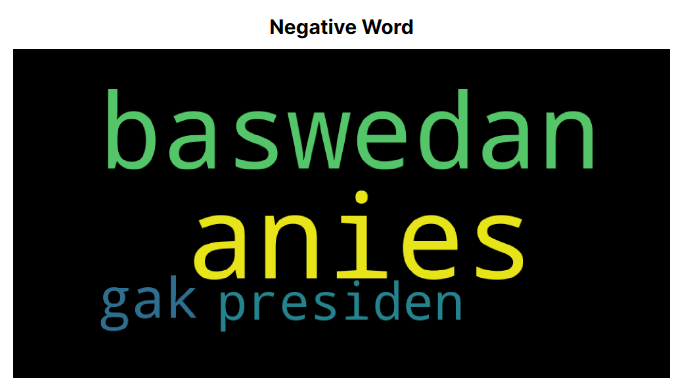 Negative Word
baswedan
anies
gak presiden